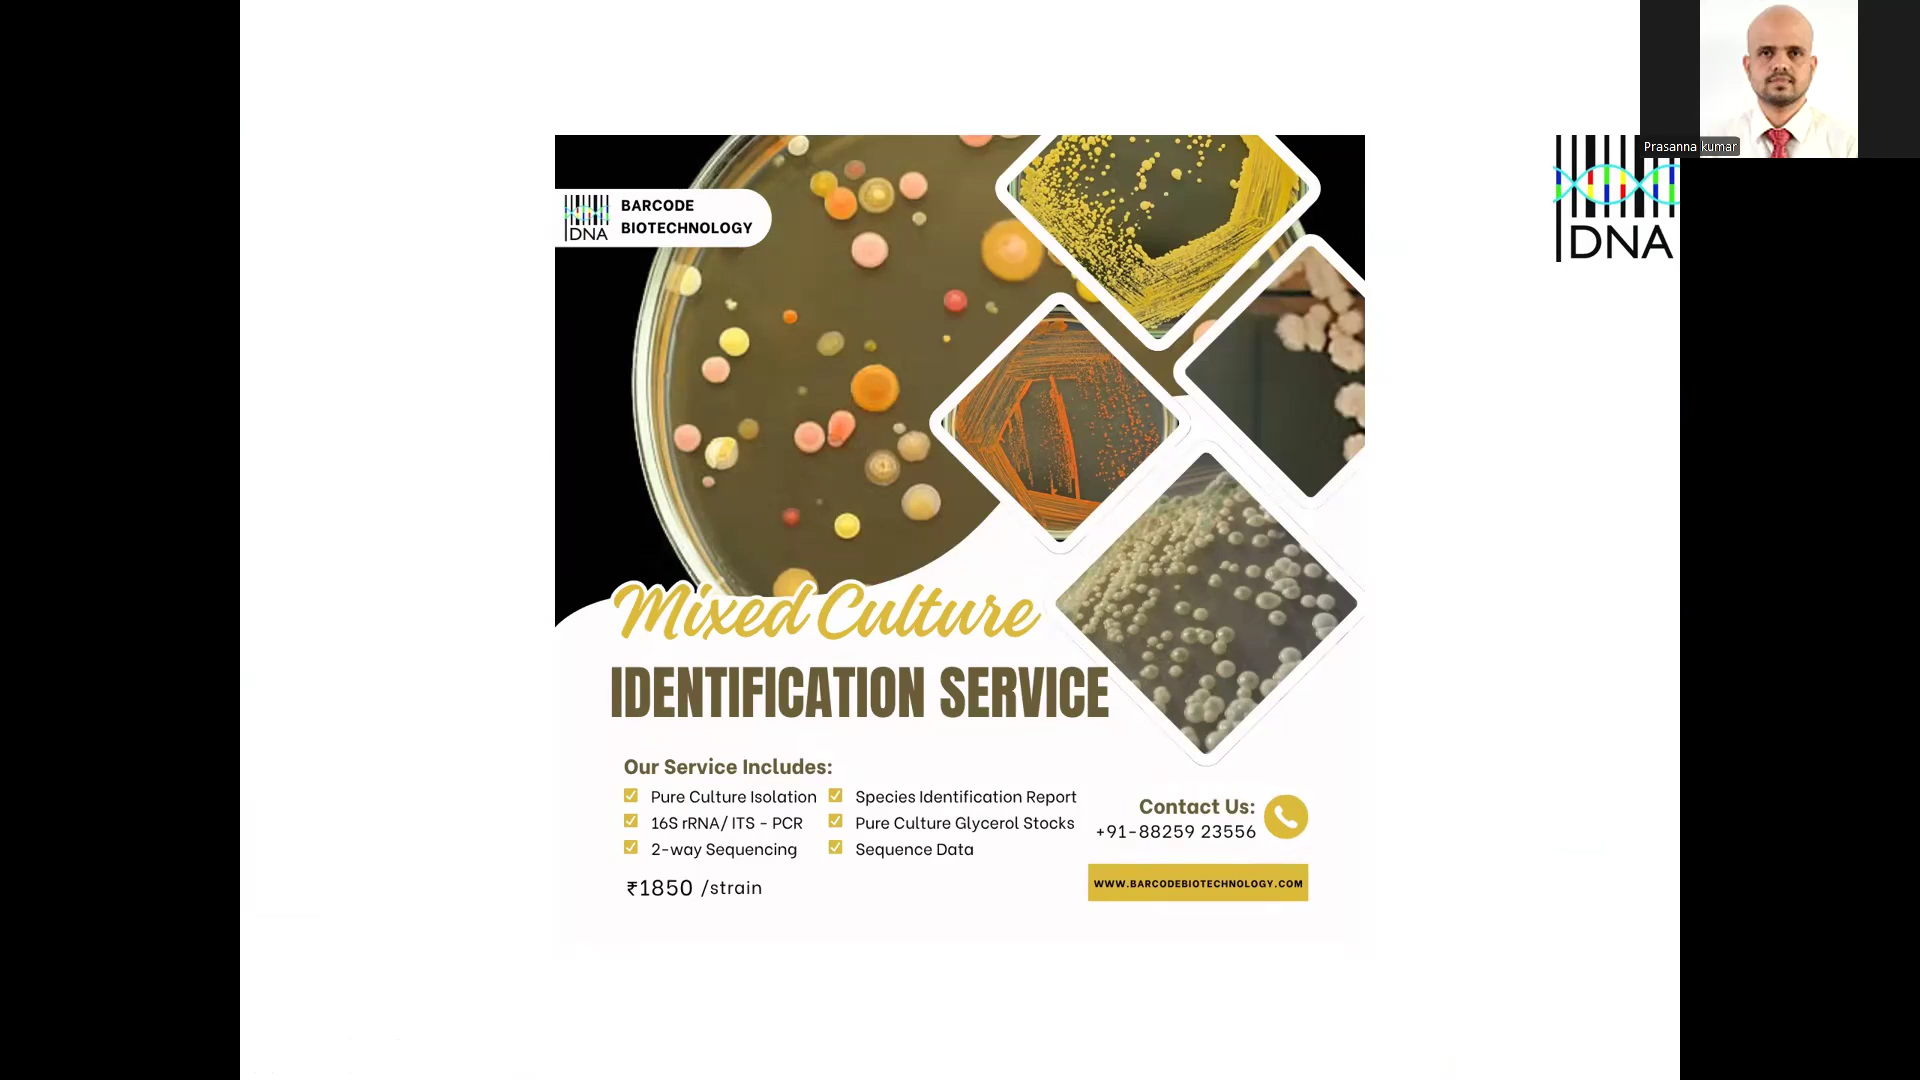 Prasanna kumar
DNA
DNA
BARCODE
BIOTECHNOLOGY
Mixed Culture
IDENTIFICATION SERVICE
Our Service Includes:
Pure Culture Isolation
16S rRNA/ ITS - PCR
2-way Sequencing
Species Identification Report
Pure Culture Glycerol Stocks
Sequence Data
₹1850 /strain
Contact Us:
+91-88259 23556
WWW.BARCODEBIOTECHNOLOGY.COM